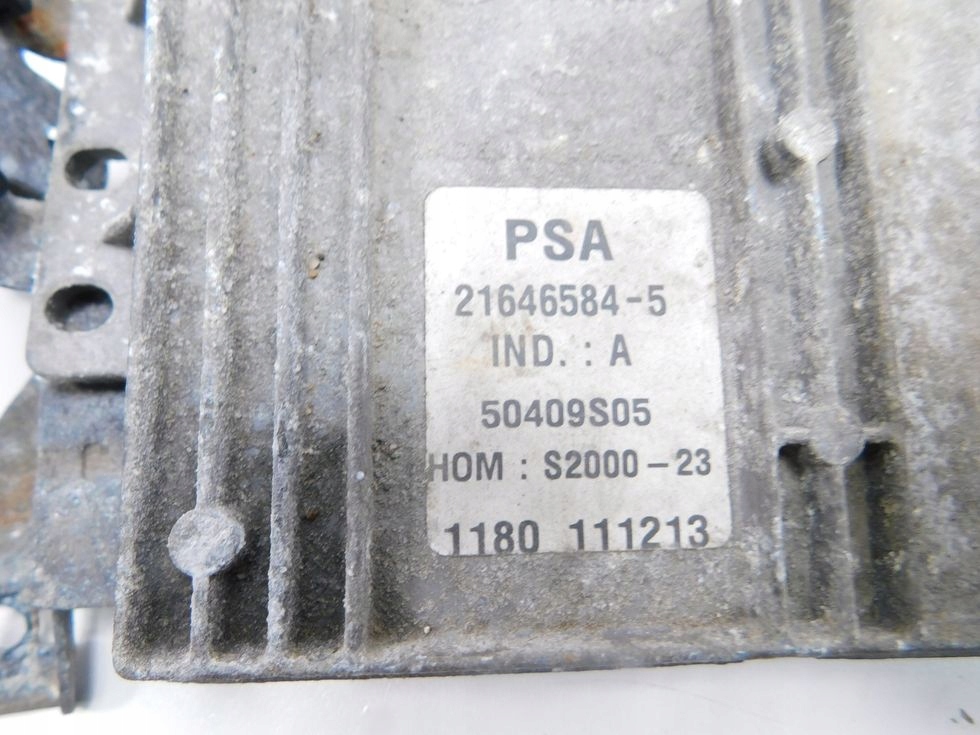 PSA
21646584-5
IND. : A
50409S05
HOM : S2000-23
1180 111213